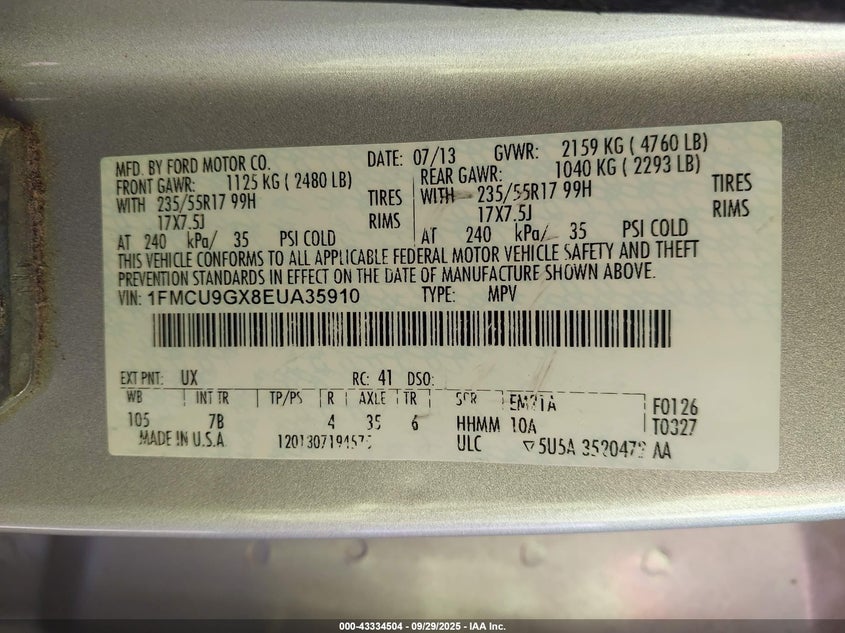 MFD. BY FORD MOTOR CO. DATE: 07/13 GVWR: 2159 KG ( 4760 LB)
FRONT GAWR: 1125 KG ( 2480 LB) REAR GAWR: 1040 KG ( 2293 LB)
WITH 235/55R17 99H TIRES WITH 235/55R17 99H TIRES
17X7.5J RIMS 17X7.5J RIMS
AT 240 kPa/ 35 PSI COLD AT 240 kPa/ 35 PSI COLD
THIS VEHICLE CONFORMS TO ALL APPLICABLE FEDERAL MOTOR VEHICLE SAFETY AND THEFT
PREVENTION STANDARDS IN EFFECT ON THE DATE OF MANUFACTURE SHOWN ABOVE.
VIN: 1FMCU9GX8EUA35910 TYPE: MPV
EXT PNT: UX RC: 41 DSO:
WB INT TR TP/PS R AXLE TR SPR
105 7B 4 35 6 HHMM 10A F0126
MADE IN U.S.A. ULC 5U5A AA T0327
000-43334504 - 09/29/2025 - IAA Inc.